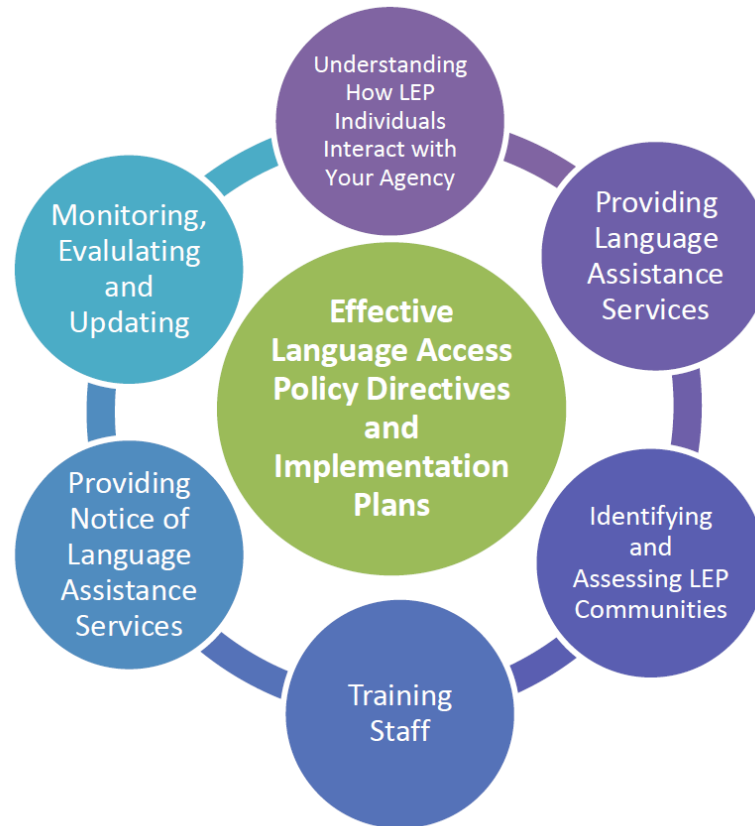 Understanding
How LEP
Individuals
Interact with
Your Agency
Providing
Language
Assistance
Services
Identifying
and
Assessing LEP
Communities
Training
Staff
Providing
Notice of
Language
Assistance
Services
Monitoring,
Evalulating
and
Updating
Effective
Language Access
Policy Directives
and
Implementation
Plans